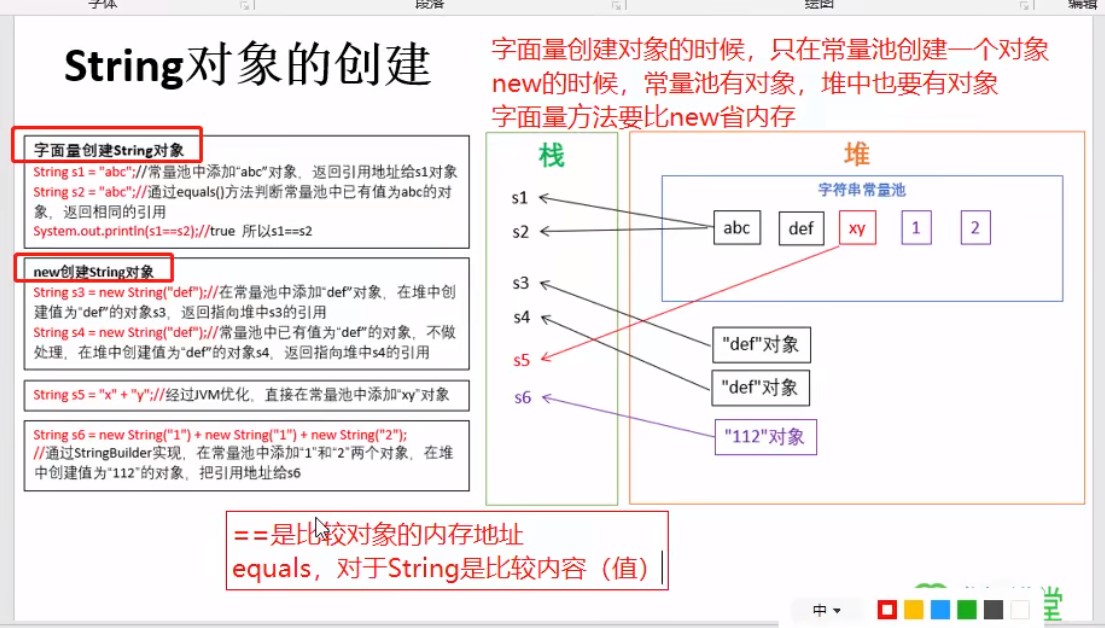 字体
段落
绘图
编辑
String对象的创建
字面量创建对象的时候，只在常量池创建一个对象
new的时候，常量池有对象，堆中也要有对象
字面量方法要比new省内存
字面量创建String对象
String s1 = "abc";//常量池中添加“abc”对象，返回引用地址给s1对象
String s2 = "abc";//通过equals()方法判断常量池中已有值为abc的对
象，返回相同的引用
System.out.println(s1==s2);//true 所以s1==s2
new创建String对象
String s3 = new String("def");//在常量池中添加“def”对象，在堆中创
建值为“def”的对象s3，返回指向堆中s3的引用
String s4 = new String("def");//常量池中已有值为“def”的对象，不做
处理，在堆中创建值为“def”的对象s4，返回指向堆中s4的引用
String s5 = "x" + "y";//经过JVM优化，直接在常量池中添加“xy”对象
String s6 = new String("1") + new String("1") + new String("2");
//通过StringBuilder实现，在常量池中添加“1”和“2”两个对象，在堆
中创建值为“112”的对象，把引用地址给s6
栈
s1
s2
s3
s4
s5
s6
堆
字符串常量池
abc
def
xy
1
2
"def"对象
"def"对象
"112"对象
==是比较对象的内存地址
equals，对于String是比较内容（值）
堂
中